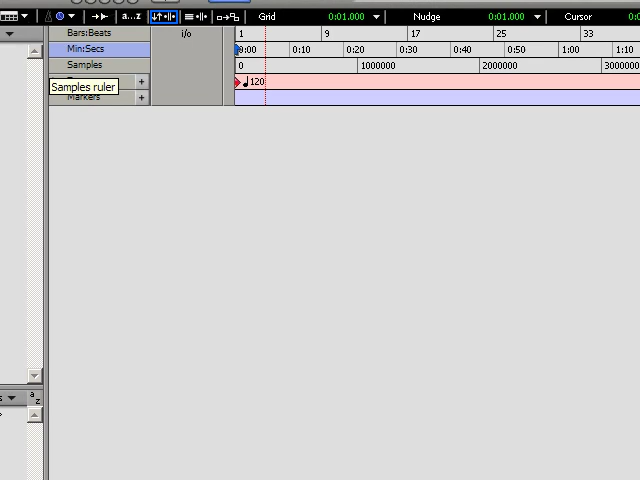 a...z Grid 0:01.000 Nudge 0:01.000 Cursor
Bars:Beats i/o 1 9 17 25 33
Min:Secs 0:00 0:10 0:20 0:30 0:40 0:50 1:00 1:10
Samples 0 1000000 2000000 3000000
+ 120
Samples ruler
Markers +
s a z